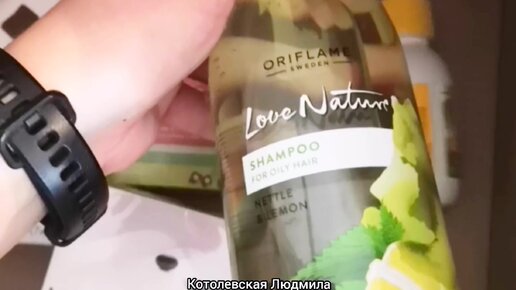 ORIFLAME
SWEDEN
Love Nature
SHAMPOO
FOR OILY HAIR
NETTLE
& LEMON
Котолевская Людмила